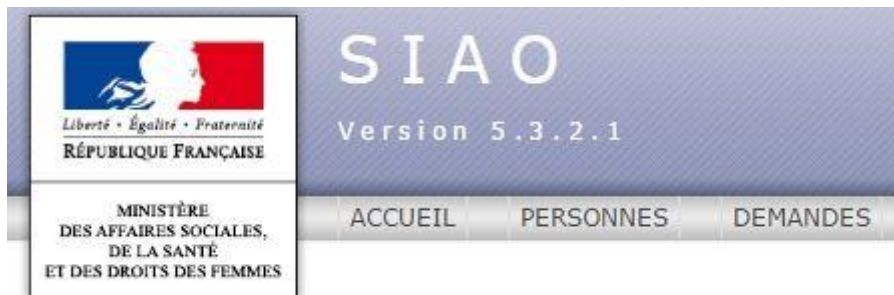 SIAO
Version 5.3.2.1
Liberté • Égalité • Fraternité
RÉPUBLIQUE FRANÇAISE
MINISTÈRE
DES AFFAIRES SOCIALES,
DE LA SANTÉ
ET DES DROITS DES FEMMES
ACCUEIL PERSONNES DEMANDES